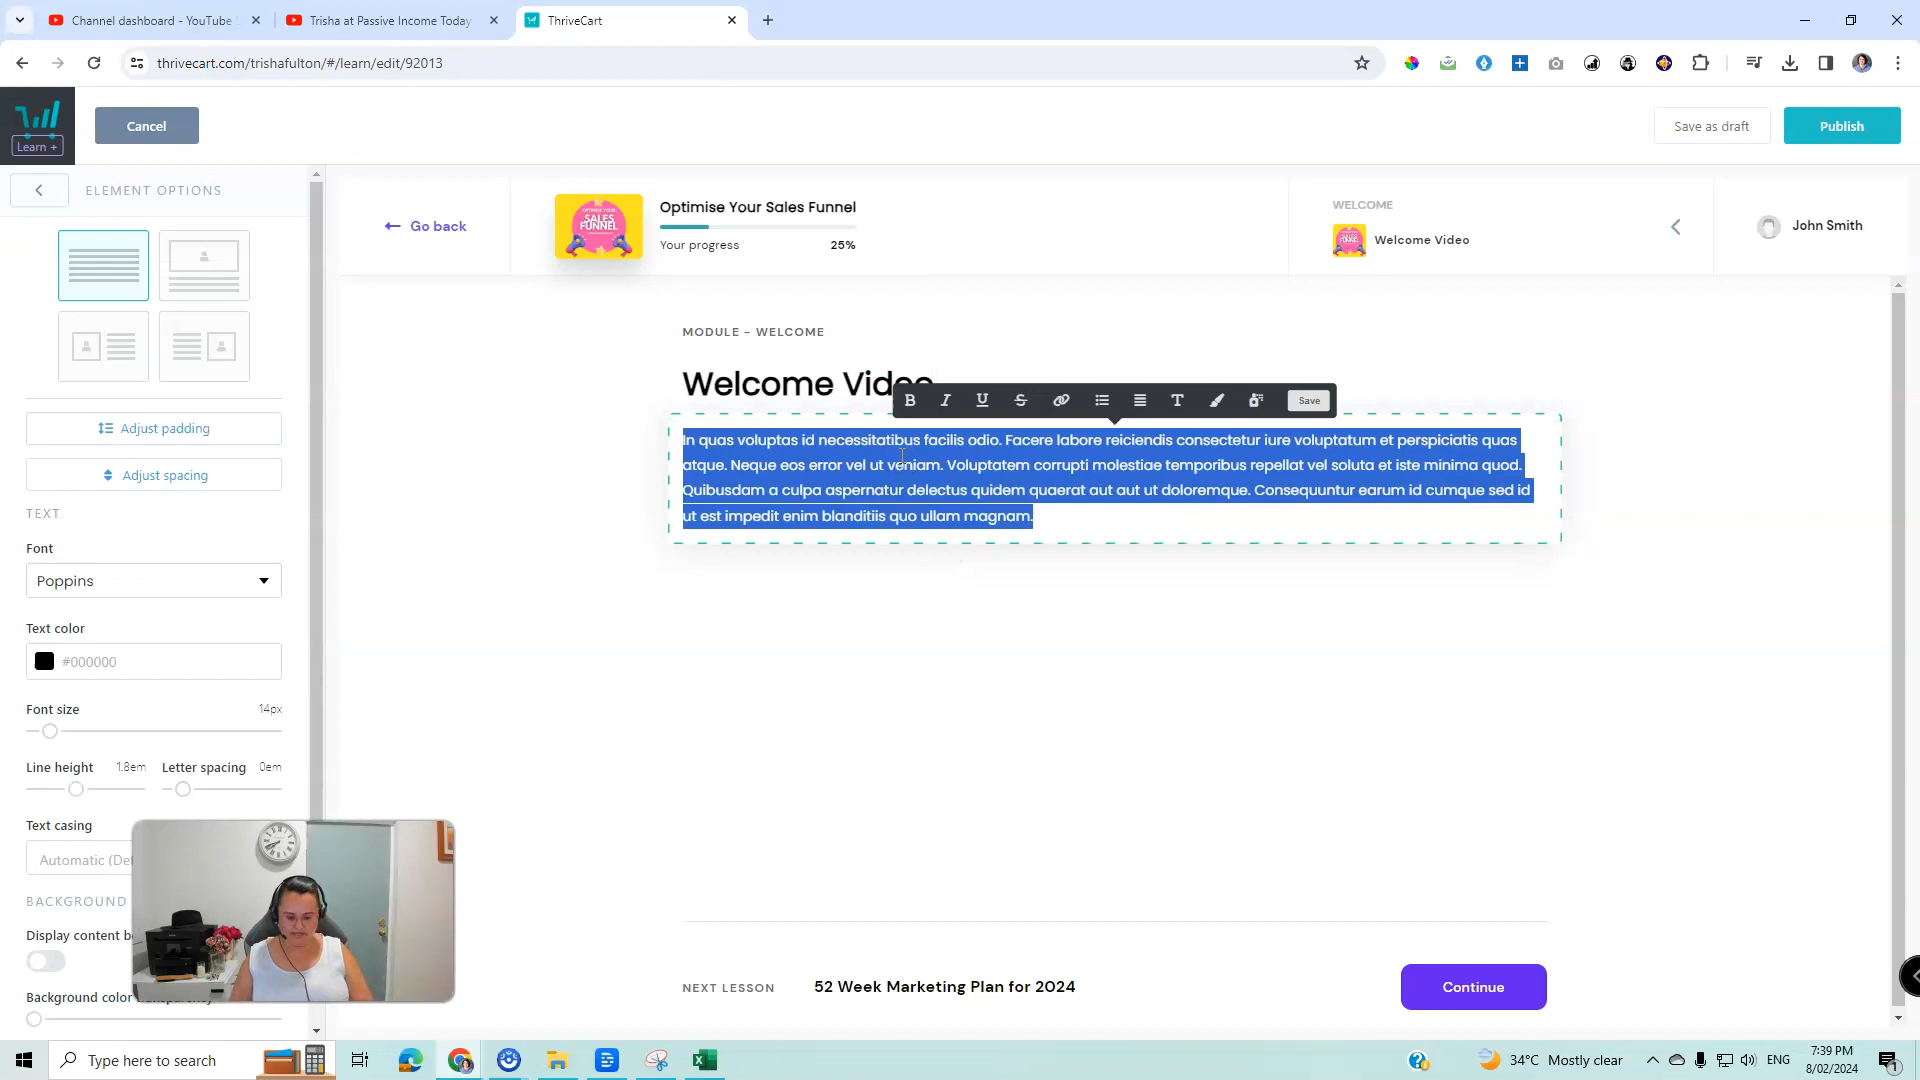 Channel dashboard - YouTube
Trisha at Passive Income Today
ThriveCart
thrivecart.com/trishafulton/#/learn/edit/92013
Learn +
Cancel
Save as draft
Publish
ELEMENT OPTIONS
Adjust padding
Adjust spacing
TEXT
Font
Poppins
Text color
#000000
Font size
14px
Line height
1.8em
Letter spacing
0em
Text casing
Automatic
BACKGROUND
Display content
Background color
Go back
OPTIMISE YOUR
SALES
FUNNEL
Optimise Your Sales Funnel
Your progress
25%
WELCOME
Welcome Video
John Smith
MODULE - WELCOME
Welcome Video
B I U S T
Save
In quas voluptas id necessitatibus facilis odio. Facere labore reiciendis consectetur iure voluptatum et perspiciatis quas
atque. Neque eos error vel ut veniam. Voluptatem corrupti molestiae temporibus repellat vel soluta et iste minima quod.
Quibusdam a culpa aspernatur delectus quidem quaerat aut aut ut doloremque. Consequuntur earum id cumque sed id
ut est impedit enim blanditiis quo ullam magnam.
NEXT LESSON
52 Week Marketing Plan for 2024
Continue
Type here to search
34°C Mostly clear
ENG
7:39 PM
8/02/2024
1